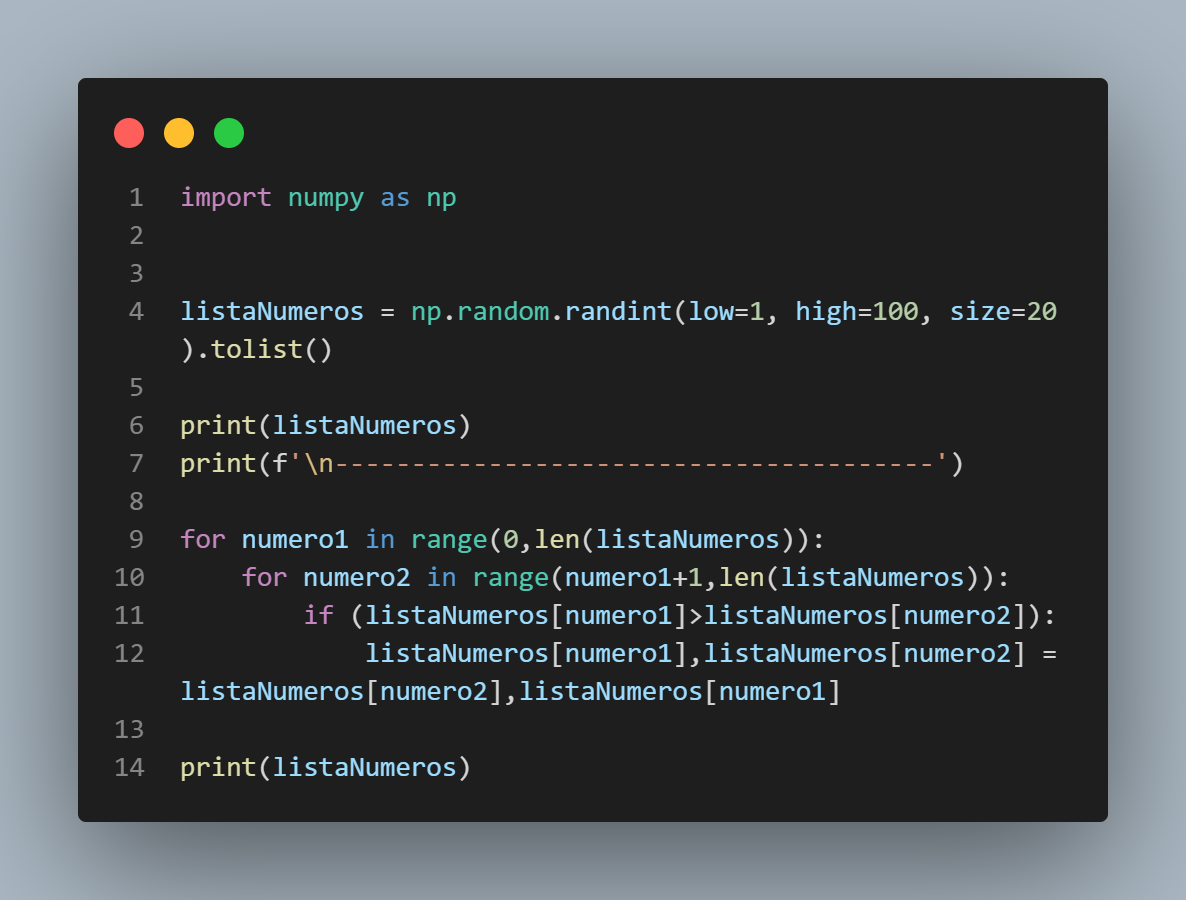 1 import numpy as np
2
3
4 listaNumeros = np.random.randint(low=1, high=100, size=20
).tolist()
5
6 print(listaNumeros)
7 print(f'\n---------------------------------------')
8
9 for numero1 in range(0,len(listaNumeros)):
10     for numero2 in range(numero1+1,len(listaNumeros)):
11         if (listaNumeros[numero1]>listaNumeros[numero2]):
12             listaNumeros[numero1],listaNumeros[numero2] =
listaNumeros[numero2],listaNumeros[numero1]
13
14 print(listaNumeros)